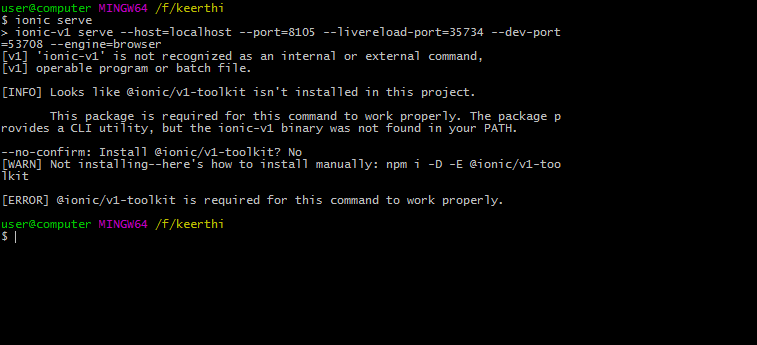 user@computer MINGW64 /f/keerthi
$ ionic serve
> ionic-v1 serve --host=localhost --port=8105 --livereload-port=35734 --dev-port
=53708 --engine=browser
[v1] 'ionic-v1' is not recognized as an internal or external command,
[v1] operable program or batch file.
[INFO] Looks like @ionic/v1-toolkit isn't installed in this project.
This package is required for this command to work properly. The package p
rovides a CLI utility, but the ionic-v1 binary was not found in your PATH.
--no-confirm: Install @ionic/v1-toolkit? No
[WARN] Not installing--here's how to install manually: npm i -D -E @ionic/v1-too
lkit
[ERROR] @ionic/v1-toolkit is required for this command to work properly.
user@computer MINGW64 /f/keerthi
$